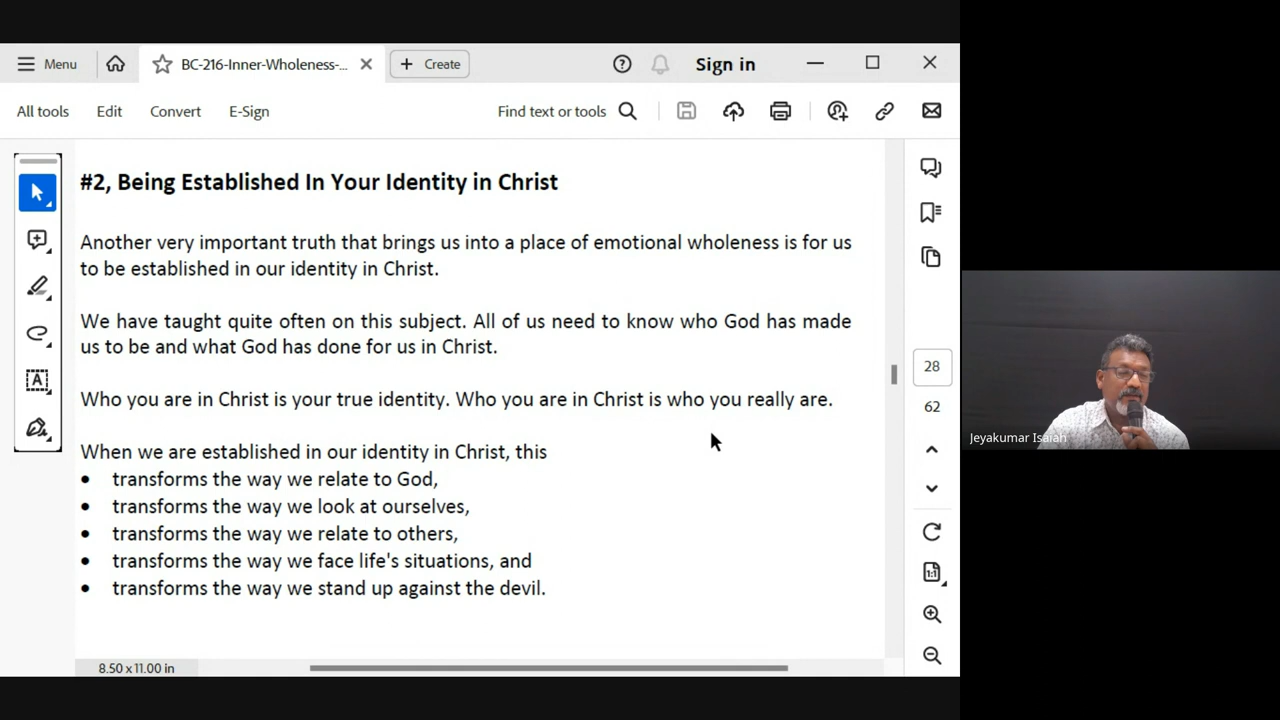 Menu
BC-216-Inner-Wholeness-...
Create
Sign in
All tools
Edit
Convert
E-Sign
Find text or tools
#2, Being Established In Your Identity in Christ
Another very important truth that brings us into a place of emotional wholeness is for us
to be established in our identity in Christ.
We have taught quite often on this subject. All of us need to know who God has made
us to be and what God has done for us in Christ.
Who you are in Christ is your true identity. Who you are in Christ is who you really are.
When we are established in our identity in Christ, this
• transforms the way we relate to God,
• transforms the way we look at ourselves,
• transforms the way we relate to others,
• transforms the way we face life's situations, and
• transforms the way we stand up against the devil.
8.50 x 11.00 in
28
62
1:1
Jeyakumar Isaiah